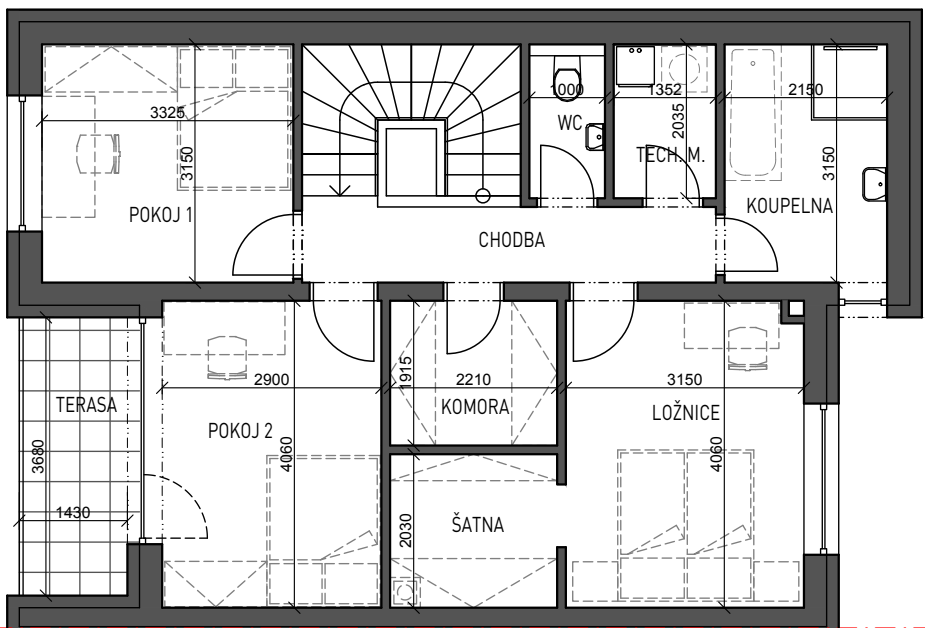 1000
1352
2150
3325
WC
2035
3150
TECH. M.
3150
POKOJ 1
KOUPELNA
CHODBA
2900
1915
2210
3150
TERASA
KOMORA
LOŽNICE
POKOJ 2
3680
4060
4060
1430
2030
ŠATNA